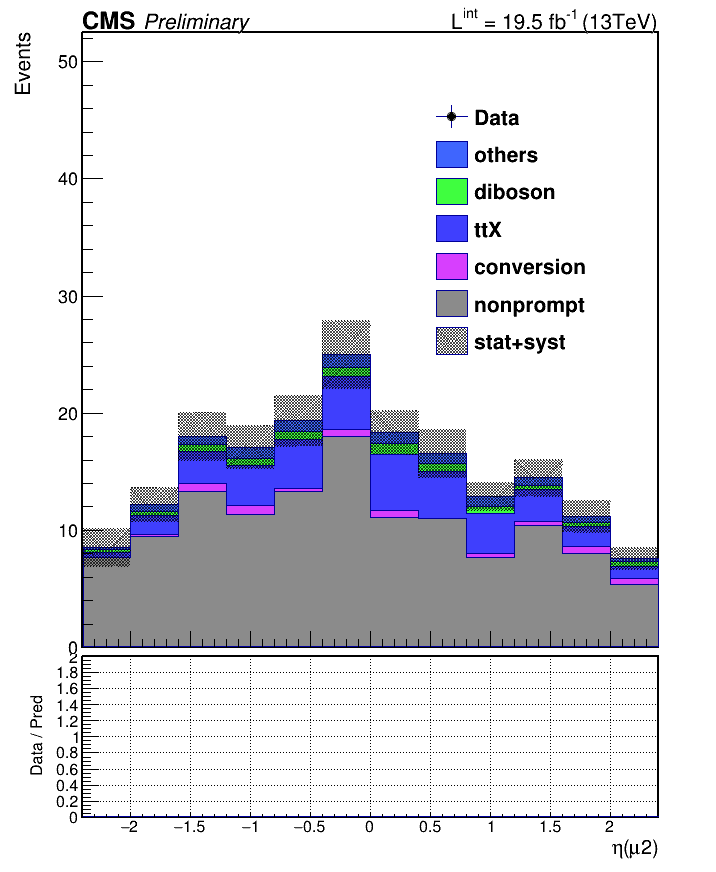 CMS Preliminary
L^int = 19.5 fb^-1 (13TeV)
Events
50
40
30
20
10
0
Data
others
diboson
ttX
conversion
nonprompt
stat+syst
Data / Pred
2
1.8
1.6
1.4
1.2
1
0.8
0.6
0.4
0.2
0
−2 −1.5 −1 −0.5 0 0.5 1 1.5 2
η(μ2)